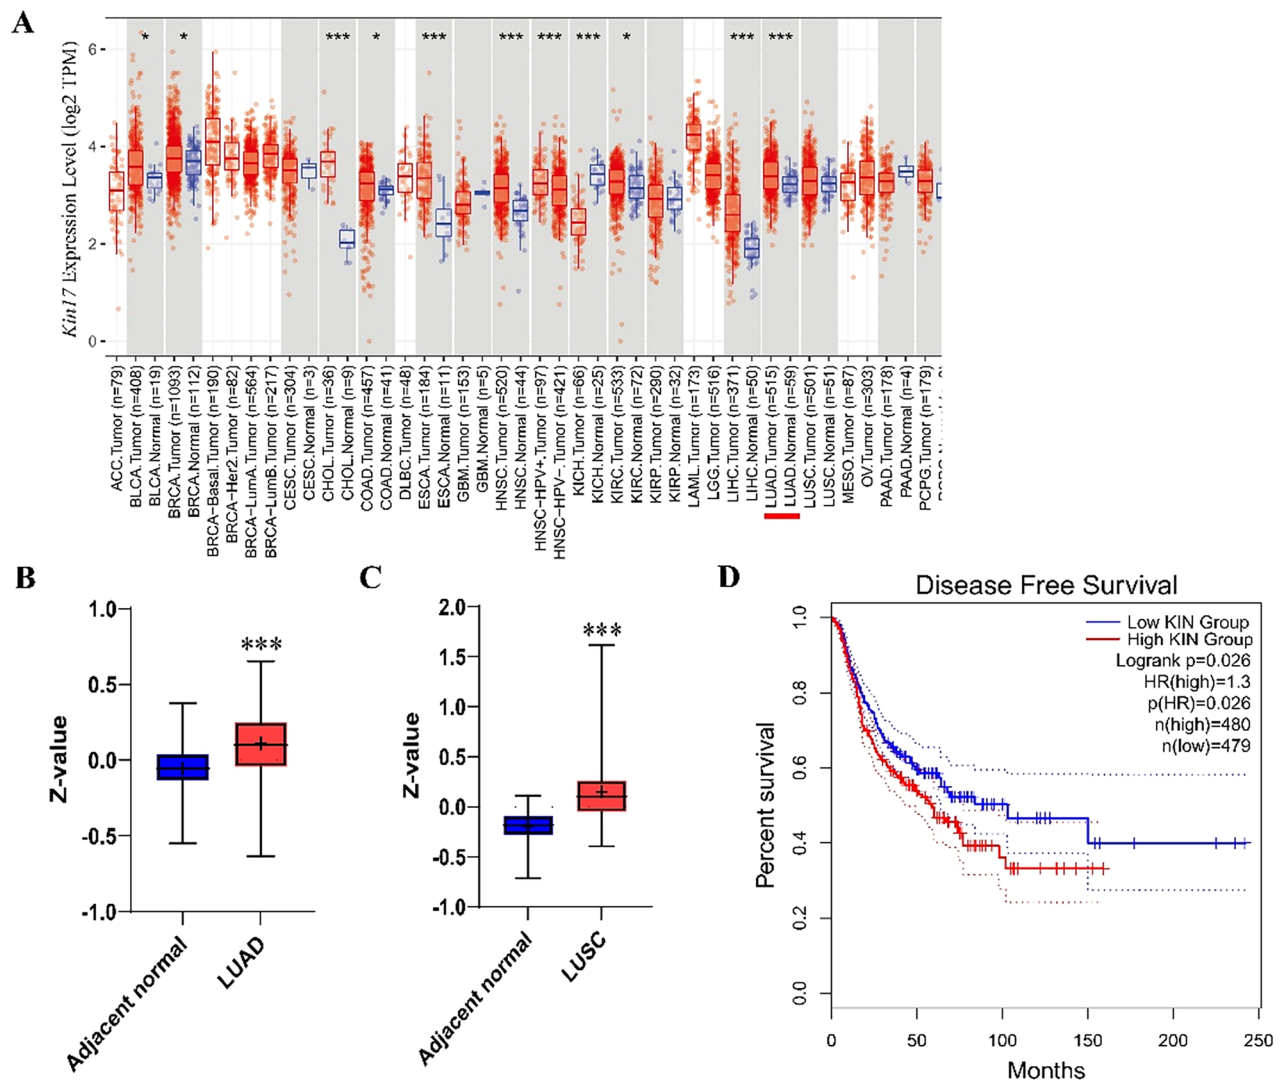 A
* * *** * *** *** *** *** * *** ***
Kin17 Expression Level (log2 TPM)
6
4
2
0
ACC.Tumor (n=79)
BLCA.Tumor (n=408)
BLCA.Normal (n=19)
BRCA.Tumor (n=1093)
BRCA.Normal (n=112)
BRCA-Basal.Tumor (n=190)
BRCA-Her2.Tumor (n=82)
BRCA-LumA.Tumor (n=564)
BRCA-LumB.Tumor (n=217)
CESC.Tumor (n=304)
CESC.Normal (n=3)
CHOL.Tumor (n=36)
CHOL.Normal (n=9)
COAD.Tumor (n=457)
COAD.Normal (n=41)
DLBC.Tumor (n=48)
ESCA.Tumor (n=184)
ESCA.Normal (n=11)
GBM.Tumor (n=153)
GBM.Normal (n=5)
HNSC.Tumor (n=520)
HNSC.Normal (n=44)
HNSC-HPV+.Tumor (n=97)
HNSC-HPV-.Tumor (n=421)
KICH.Tumor (n=66)
KICH.Normal (n=25)
KIRC.Tumor (n=533)
KIRC.Normal (n=72)
KIRP.Tumor (n=290)
KIRP.Normal (n=32)
LAML.Tumor (n=173)
LGG.Tumor (n=516)
LIHC.Tumor (n=371)
LIHC.Normal (n=50)
LUAD.Tumor (n=515)
LUAD.Normal (n=59)
LUSC.Tumor (n=501)
LUSC.Normal (n=51)
MESO.Tumor (n=87)
OV.Tumor (n=303)
PAAD.Tumor (n=178)
PAAD.Normal (n=4)
PCPG.Tumor (n=179)
B
Z-value
1.0
0.5
0.0
-0.5
-1.0
***
Adjacent normal
LUAD
C
Z-value
2.0
1.5
1.0
0.5
0.0
-0.5
-1.0
***
Adjacent normal
LUSC
D
Disease Free Survival
Low KIN Group
High KIN Group
Logrank p=0.026
HR(high)=1.3
p(HR)=0.026
n(high)=480
n(low)=479
Percent survival
1.0
0.8
0.6
0.4
0.2
0.0
0 50 100 150 200 250
Months